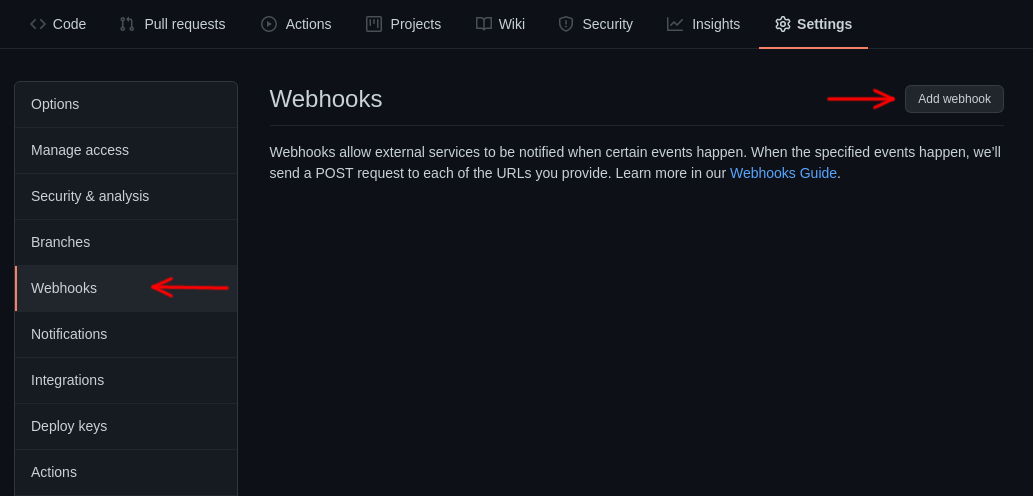 Code Pull requests Actions Projects Wiki Security Insights Settings
Options
Manage access
Security & analysis
Branches
Webhooks
Notifications
Integrations
Deploy keys
Actions
Webhooks
Add webhook
Webhooks allow external services to be notified when certain events happen. When the specified events happen, we’ll
send a POST request to each of the URLs you provide. Learn more in our Webhooks Guide.